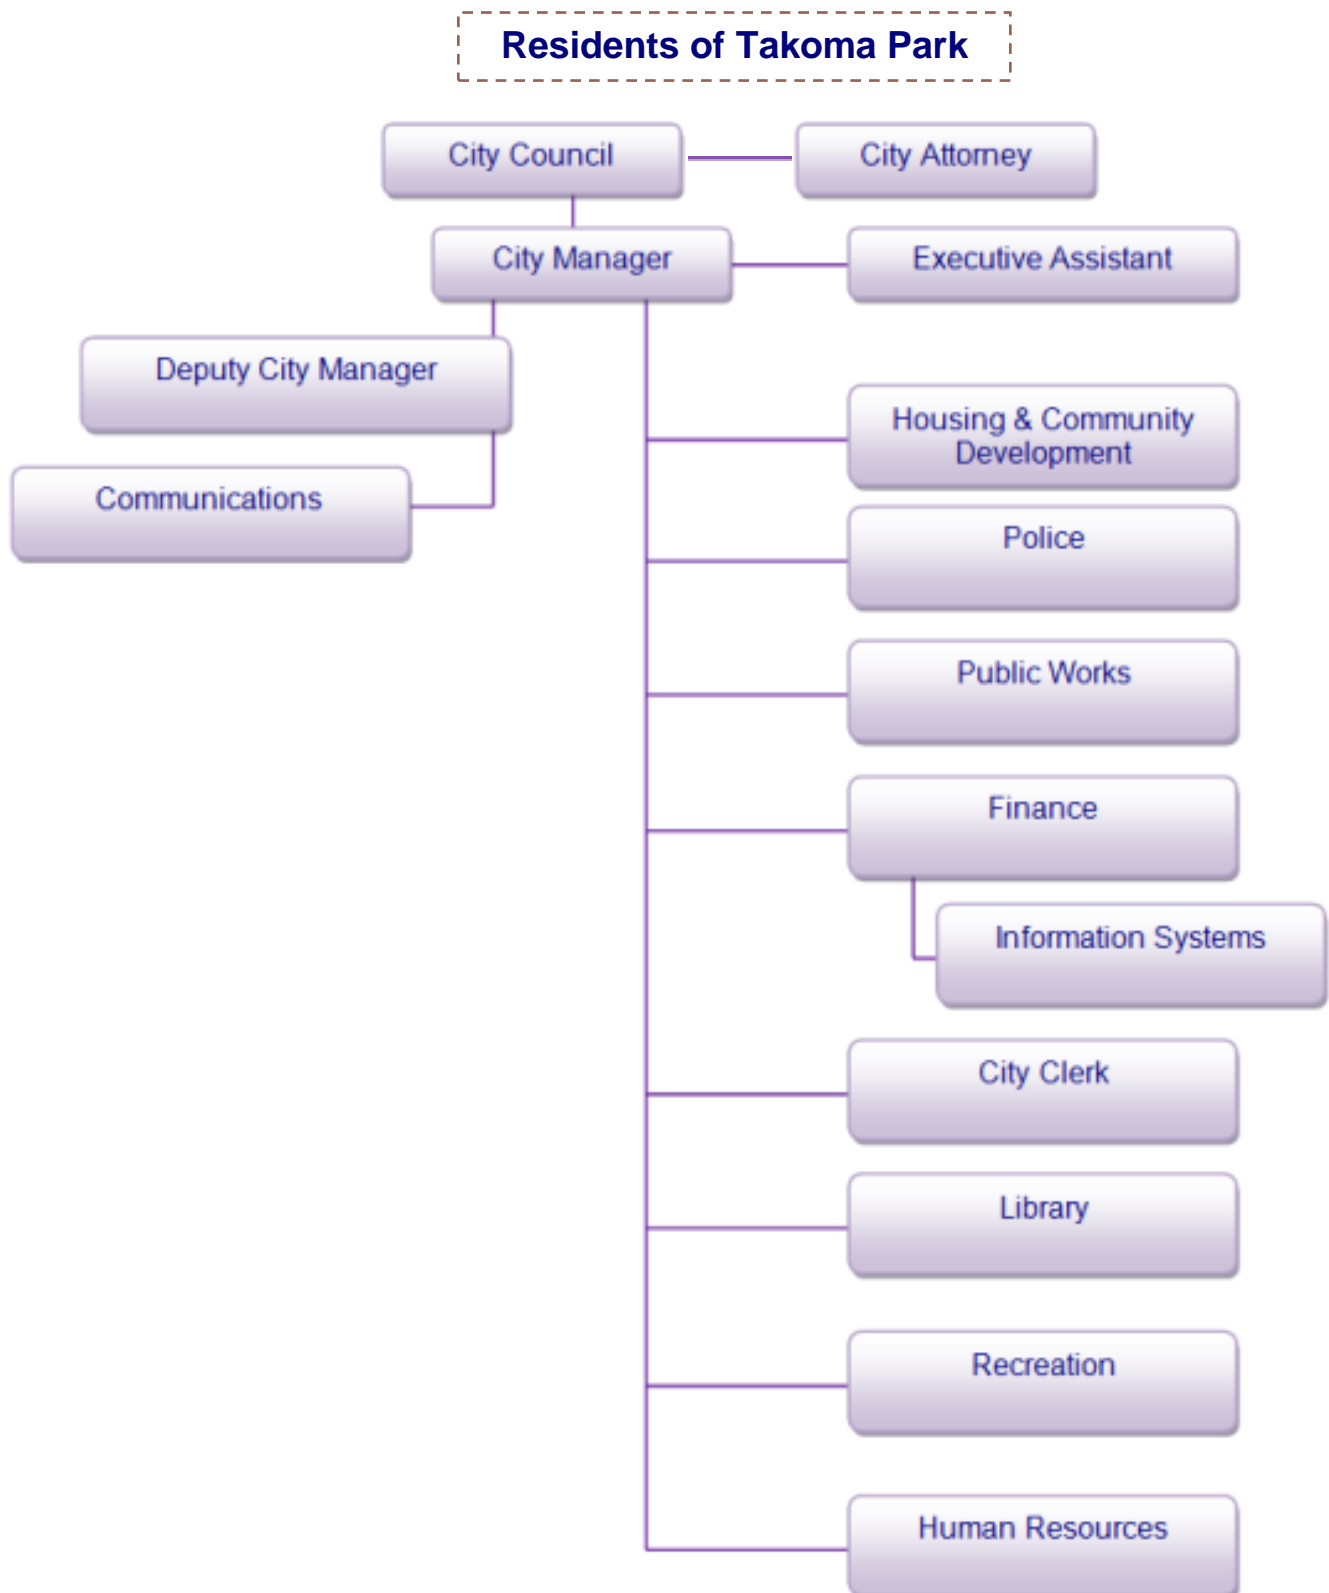 Residents of Takoma Park
City Council
City Attorney
City Manager
Executive Assistant
Deputy City Manager
Communications
Housing & Community
Development
Police
Public Works
Finance
Information Systems
City Clerk
Library
Recreation
Human Resources